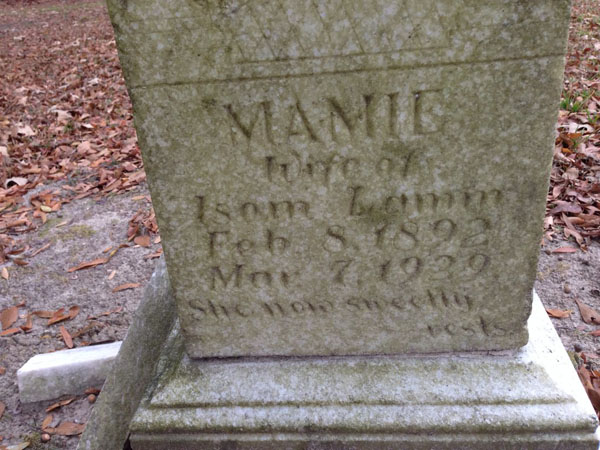 MAMIE
Wife of
Isom Lamm
Feb. 8, 1892
Mar. 7, 1929
She now sweetly
rests